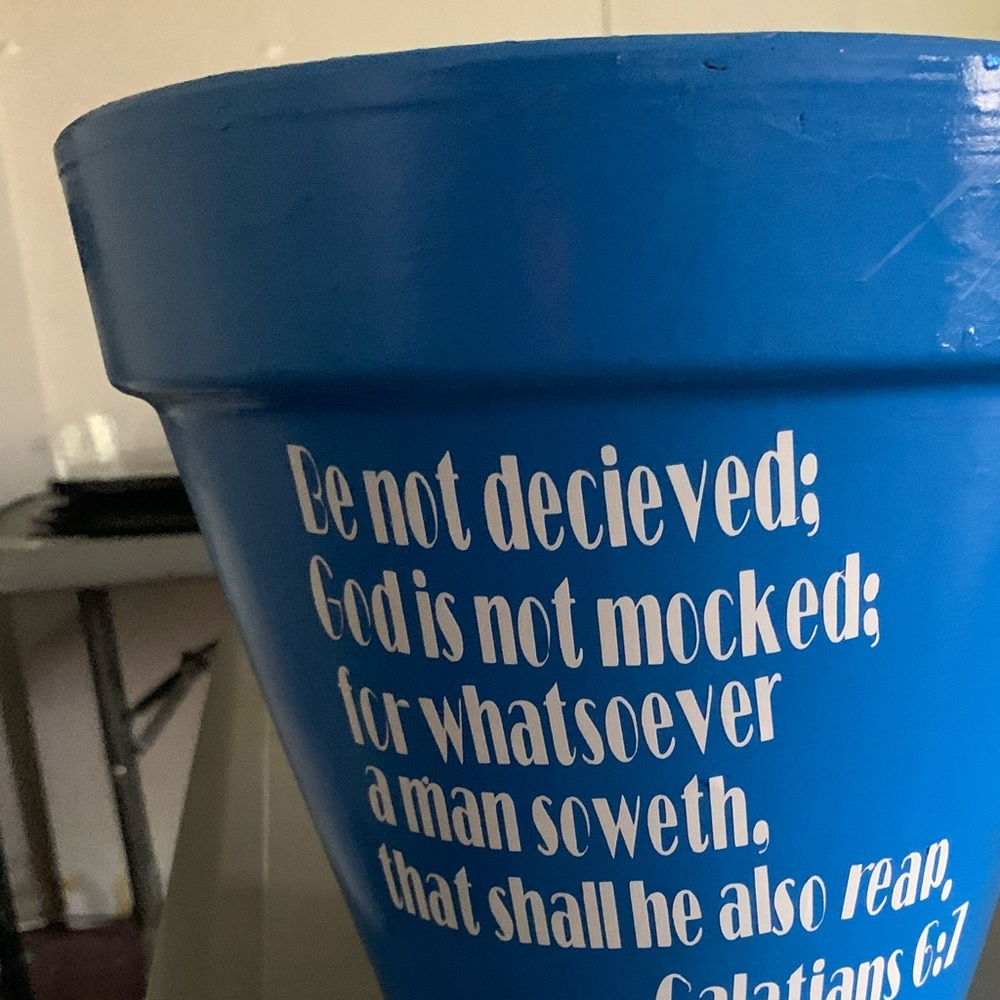 Be not decieved;
God is not mocked;
for whatsoever
a man soweth,
that shall he also reap,
Galatians 6:7